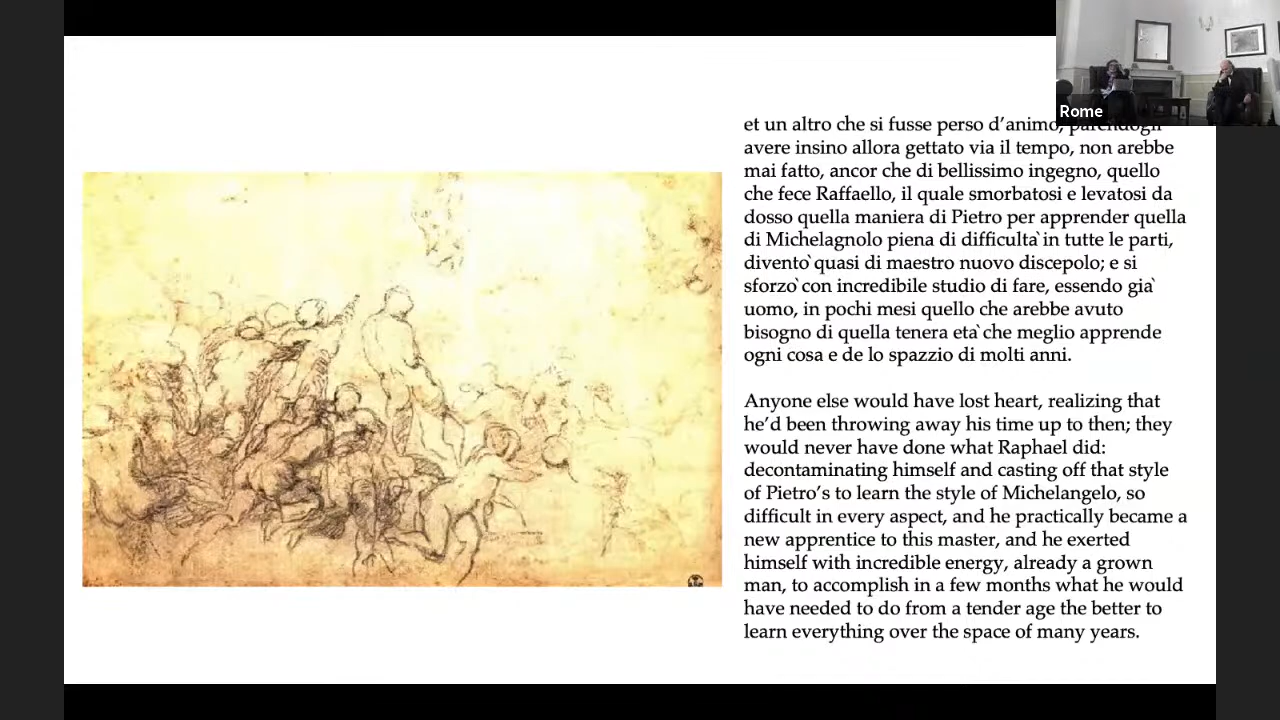 Rome
et un altro che si fusse perso d’animo, parendogli
avere insino allora gettato via il tempo, non arebbe
mai fatto, ancor che di bellissimo ingegno, quello
che fece Raffaello, il quale smorbatosi e levatosi da
dosso quella maniera di Pietro per apprender quella
di Michelagnolo piena di difficulta` in tutte le parti,
divento` quasi di maestro nuovo discepolo; e si
sforzo` con incredibile studio di fare, essendo gia`
uomo, in pochi mesi quello che arebbe avuto
bisogno di quella tenera eta` che meglio apprende
ogni cosa e de lo spazzio di molti anni.
Anyone else would have lost heart, realizing that
he’d been throwing away his time up to then; they
would never have done what Raphael did:
decontaminating himself and casting off that style
of Pietro’s to learn the style of Michelangelo, so
difficult in every aspect, and he practically became a
new apprentice to this master, and he exerted
himself with incredible energy, already a grown
man, to accomplish in a few months what he would
have needed to do from a tender age the better to
learn everything over the space of many years.